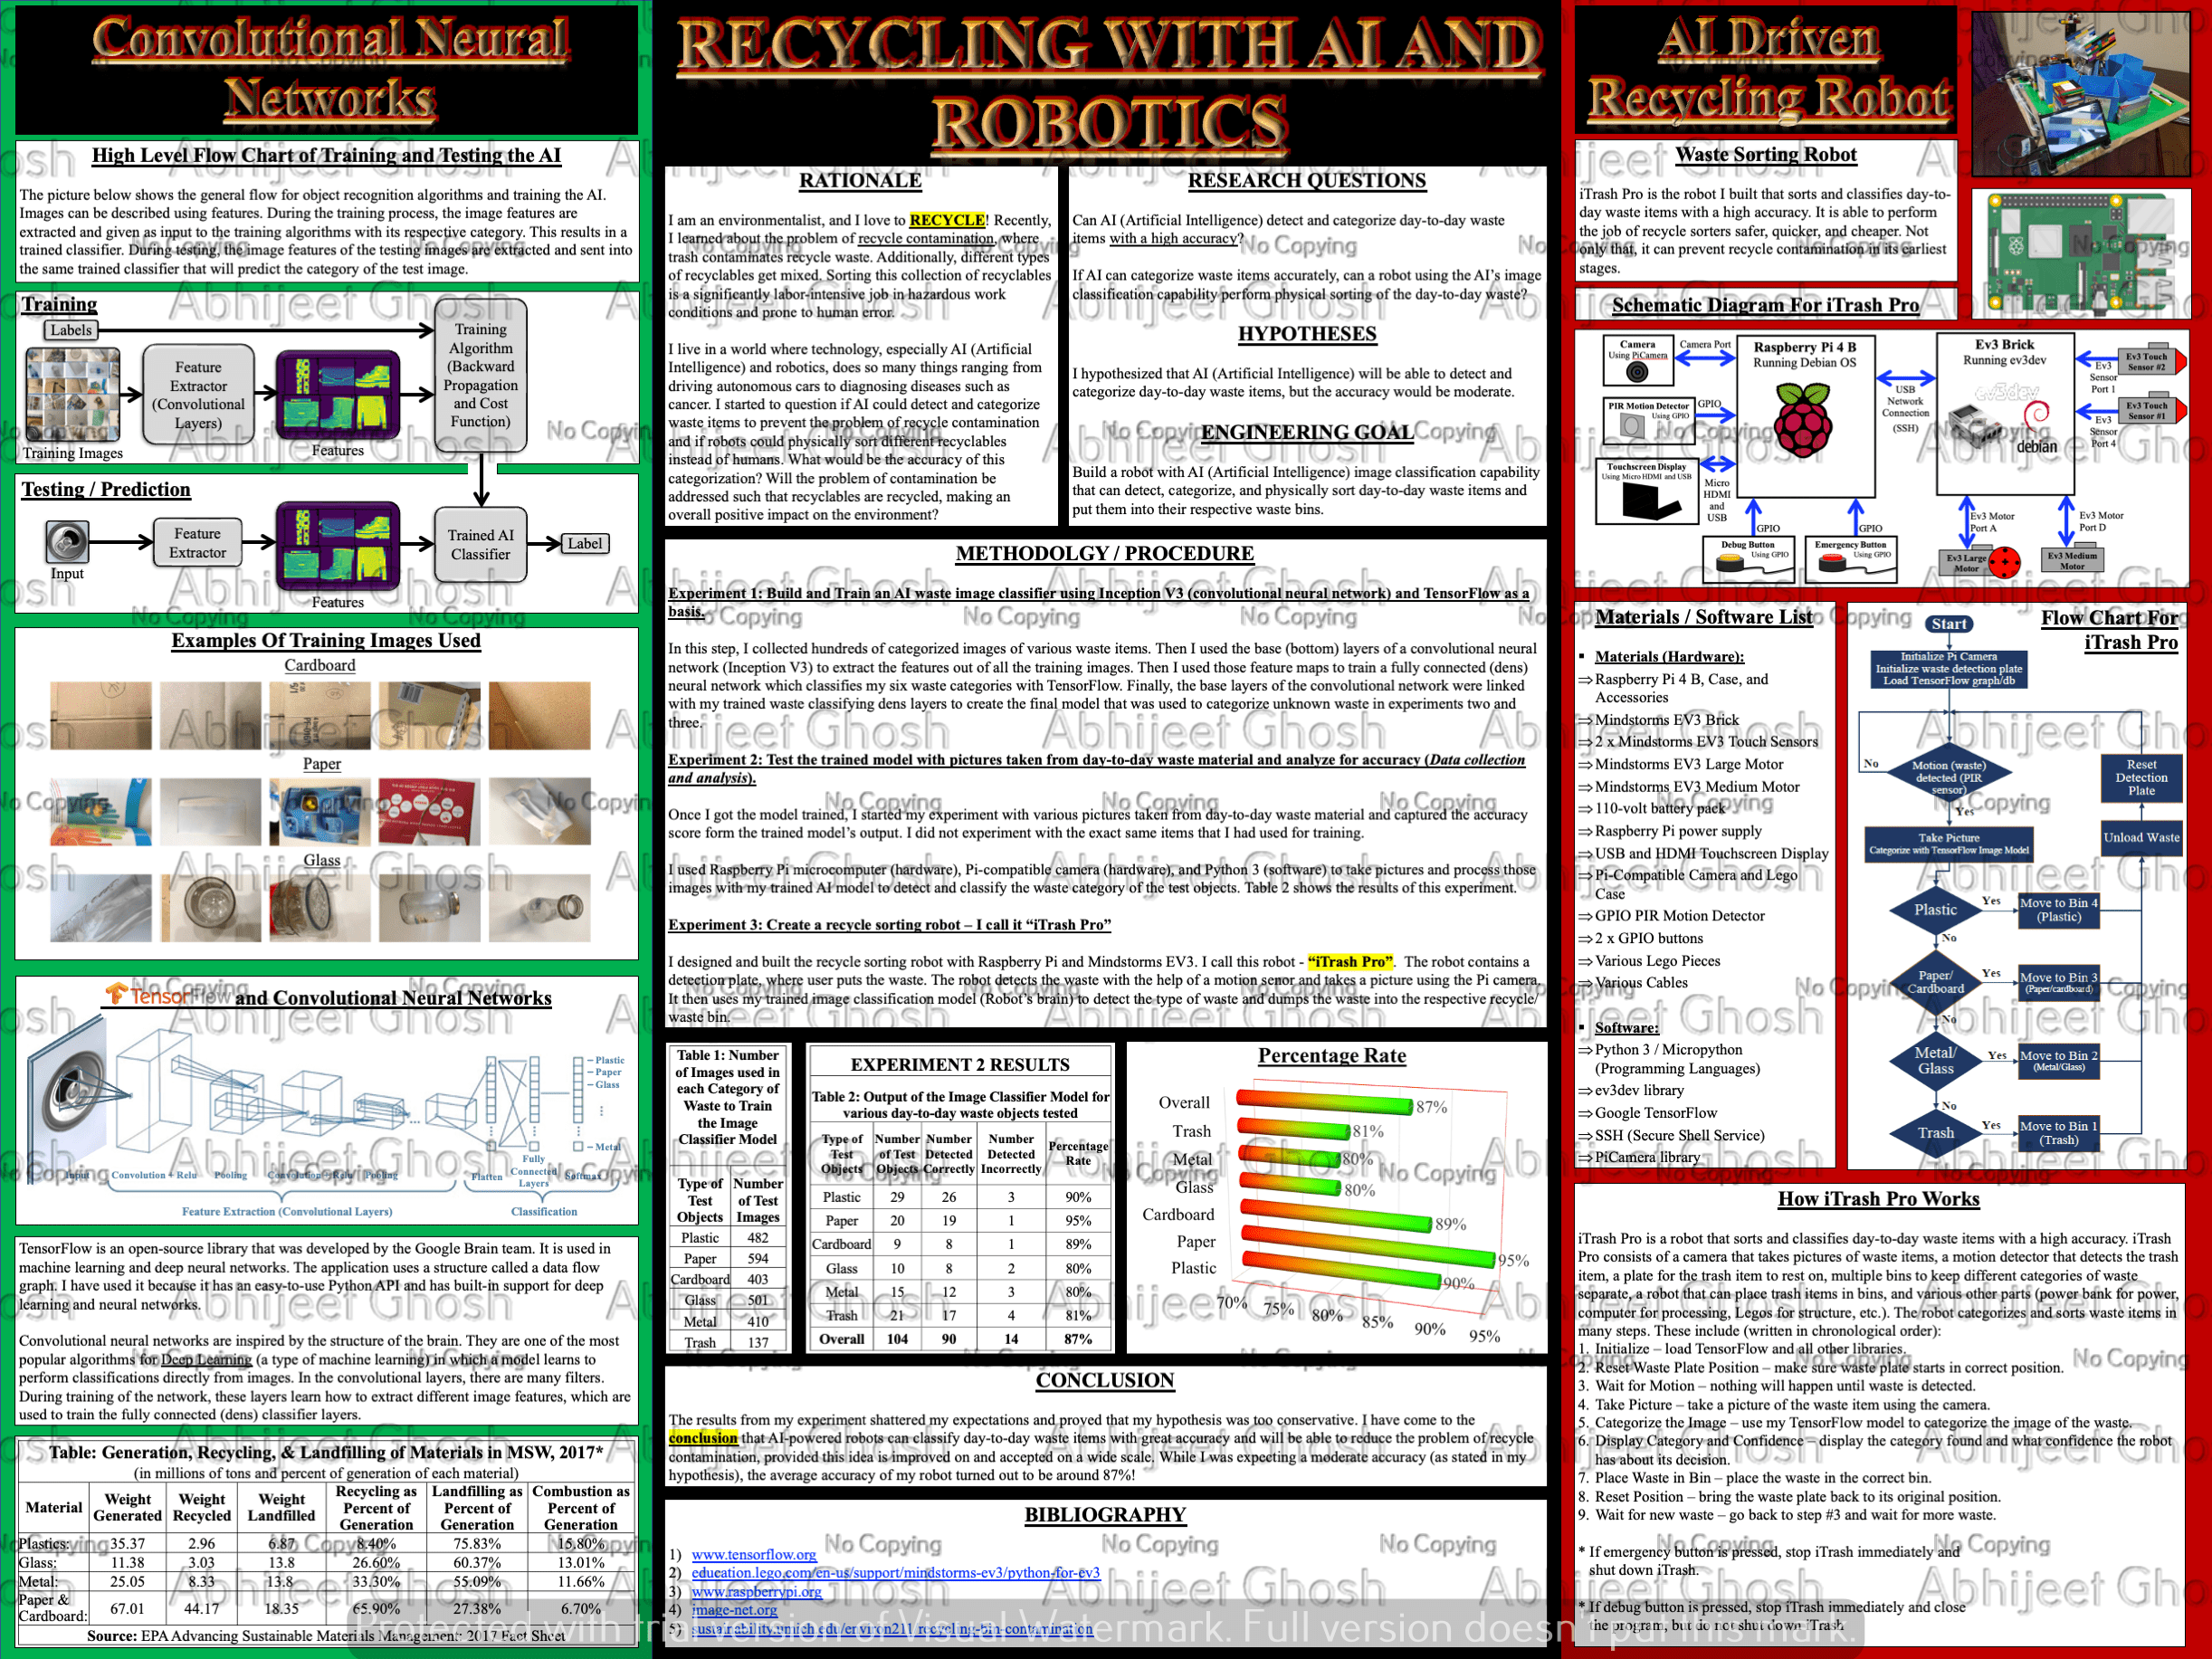 Convolutional Neural
Networks
High Level Flow Chart of Training and Testing the AI
The picture below shows the general flow for object recognition algorithms and training the AI.
Images can be described using features. During the training process, the image features are
extracted and given as input to the training algorithms with its respective category. This results in a
trained classifier. During testing, the image features of the testing images are extracted and sent into
the same trained classifier that will predict the category of the test image.
Training
Labels
Training Images
Feature
Extractor
(Convolutional
Layers)
Features
Training
Algorithm
(Backward
Propagation
and Cost
Function)
Testing / Prediction
Input
Feature
Extractor
Features
Trained AI
Classifier
Label
Examples Of Training Images Used
Cardboard
Paper
Glass
TensorFlow and Convolutional Neural Networks
Plastic
Paper
Glass
Metal
Input
Convolution + Relu
Pooling
Convolution + Relu
Pooling
Flatten
Fully
Connected
Layers
Softmax
Feature Extraction (Convolutional Layers)
Classification
TensorFlow is an open-source library that was developed by the Google Brain team. It is used in
machine learning and deep neural networks. The application uses a structure called a data flow
graph. I have used it because it has an easy-to-use Python API and has built-in support for deep
learning and neural networks.
Convolutional neural networks are inspired by the structure of the brain. They are one of the most
popular algorithms for Deep Learning (a type of machine learning) in which a model learns to
perform classifications directly from images. In the convolutional layers, there are many filters.
During training of the network, these layers learn how to extract different image features, which are
used to train the fully connected (dens) classifier layers.
Table: Generation, Recycling, & Landfilling of Materials in MSW, 2017*
(in millions of tons and percent of generation of each material)
Material Weight Generated Weight Recycled Weight Landfilled Recycling as Percent of Generation Landfilling as Percent of Generation Combustion as Percent of Generation
Plastics: 35.37 2.96 6.87 8.40% 75.83% 15.80%
Glass: 11.38 3.03 13.8 26.60% 60.37% 13.01%
Metal: 25.05 8.33 13.8 33.30% 55.09% 11.66%
Paper & Cardboard: 67.01 44.17 18.35 65.90% 27.38% 6.70%
Source: EPA Advancing Sustainable Materials Management: 2017 Fact Sheet
RECYCLING WITH AI AND
ROBOTICS
RATIONALE
I am an environmentalist, and I love to RECYCLE! Recently,
I learned about the problem of recycle contamination, where
trash contaminates recycle waste. Additionally, different types
of recyclables get mixed. Sorting this collection of recyclables
is a significantly labor-intensive job in hazardous work
conditions and prone to human error.
I live in a world where technology, especially AI (Artificial
Intelligence) and robotics, does so many things ranging from
driving autonomous cars to diagnosing diseases such as
cancer. I started to question if AI could detect and categorize
waste items to prevent the problem of recycle contamination
and if robots could physically sort different recyclables
instead of humans. What would be the accuracy of this
categorization? Will the problem of contamination be
addressed such that recyclables are recycled, making an
overall positive impact on the environment?
RESEARCH QUESTIONS
Can AI (Artificial Intelligence) detect and categorize day-to-day waste
items with a high accuracy?
If AI can categorize waste items accurately, can a robot using the AI's image
classification capability perform physical sorting of the day-to-day waste?
HYPOTHESES
I hypothesized that AI (Artificial Intelligence) will be able to detect and
categorize day-to-day waste items, but the accuracy would be moderate.
ENGINEERING GOAL
Build a robot with AI (Artificial Intelligence) image classification capability
that can detect, categorize, and physically sort day-to-day waste items and
put them into their respective waste bins.
METHODOLGY / PROCEDURE
Experiment 1: Build and Train an AI waste image classifier using Inception V3 (convolutional neural network) and TensorFlow as a
basis.
In this step, I collected hundreds of categorized images of various waste items. Then I used the base (bottom) layers of a convolutional neural
network (Inception V3) to extract the features out of all the training images. Then I used those feature maps to train a fully connected (dens)
neural network which classifies my six waste categories with TensorFlow. Finally, the base layers of the convolutional network were linked
with my trained waste classifying dens layers to create the final model that was used to categorize unknown waste in experiments two and
three.
Experiment 2: Test the trained model with pictures taken from day-to-day waste material and analyze for accuracy (Data collection
and analysis).
Once I got the model trained, I started my experiment with various pictures taken from day-to-day waste material and captured the accuracy
score form the trained model's output. I did not experiment with the exact same items that I had used for training.
I used Raspberry Pi microcomputer (hardware), Pi-compatible camera (hardware), and Python 3 (software) to take pictures and process those
images with my trained AI model to detect and classify the waste category of the test objects. Table 2 shows the results of this experiment.
Experiment 3: Create a recycle sorting robot – I call it “iTrash Pro”
I designed and built the recycle sorting robot with Raspberry Pi and Mindstorms EV3. I call this robot - “iTrash Pro”. The robot contains a
detection plate, where user puts the waste. The robot detects the waste with the help of a motion senor and takes a picture using the Pi camera.
It then uses my trained image classification model (Robot's brain) to detect the type of waste and dumps the waste into the respective recycle/
waste bin.
Table 1: Number
of Images used in
each Category of
Waste to Train
the Image
Classifier Model
Type of Test Objects Number of Test Images
Plastic 482
Paper 594
Cardboard 403
Glass 501
Metal 410
Trash 137
EXPERIMENT 2 RESULTS
Table 2: Output of the Image Classifier Model for
various day-to-day waste objects tested
Type of Test Objects Number of Test Objects Number Detected Correctly Number Detected Incorrectly Percentage Rate
Plastic 29 26 3 90%
Paper 20 19 1 95%
Cardboard 9 8 1 89%
Glass 10 8 2 80%
Metal 15 12 3 80%
Trash 21 17 4 81%
Overall 104 90 14 87%
Percentage Rate
Overall 87%
Trash 81%
Metal 80%
Glass 80%
Cardboard 89%
Paper 95%
Plastic 90%
70% 75% 80% 85% 90% 95%
CONCLUSION
The results from my experiment shattered my expectations and proved that my hypothesis was too conservative. I have come to the
conclusion that AI-powered robots can classify day-to-day waste items with great accuracy and will be able to reduce the problem of recycle
contamination, provided this idea is improved on and accepted on a wide scale. While I was expecting a moderate accuracy (as stated in my
hypothesis), the average accuracy of my robot turned out to be around 87%!
BIBLIOGRAPHY
1) www.tensorflow.org
2) education.lego.com/en-us/support/mindstorms-ev3/python-for-ev3
3) www.raspberrypi.org
4) image-net.org
5) sustainability.umich.edu/environ211/recycling-bin-contamination
AI Driven
Recycling Robot
Waste Sorting Robot
iTrash Pro is the robot I built that sorts and classifies day-to-
day waste items with a high accuracy. It is able to perform
the job of recycle sorters safer, quicker, and cheaper. Not
only that, it can prevent recycle contamination in its earliest
stages.
Schematic Diagram For iTrash Pro
Camera
Using PiCamera
Camera Port
Raspberry Pi 4 B
Running Debian OS
PIR Motion Detector
Using GPIO
GPIO
Touchscreen Display
Using Micro HDMI and USB
Micro
HDMI
and
USB
GPIO
GPIO
Debug Button
Using GPIO
Emergency Button
Using GPIO
USB
Network
Connection
(SSH)
Ev3 Brick
Running ev3dev
ev3dev
debian
Ev3
Sensor
Port 1
Ev3 Touch
Sensor #2
Ev3
Sensor
Port 4
Ev3 Touch
Sensor #1
Ev3 Motor
Port A
Ev3 Motor
Port D
Ev3 Large
Motor
Ev3 Medium
Motor
Materials / Software List
▪ Materials (Hardware):
⇒Raspberry Pi 4 B, Case, and
Accessories
⇒Mindstorms EV3 Brick
⇒2 x Mindstorms EV3 Touch Sensors
⇒Mindstorms EV3 Large Motor
⇒Mindstorms EV3 Medium Motor
⇒110-volt battery pack
⇒Raspberry Pi power supply
⇒USB and HDMI Touchscreen Display
⇒Pi-Compatible Camera and Lego
Case
⇒GPIO PIR Motion Detector
⇒2 x GPIO buttons
⇒Various Lego Pieces
⇒Various Cables
▪ Software:
⇒Python 3 / Micropython
(Programming Languages)
⇒ev3dev library
⇒Google TensorFlow
⇒SSH (Secure Shell Service)
⇒PiCamera library
Flow Chart For
iTrash Pro
Start
Initialize Pi Camera
Initialize waste detection plate
Load TensorFlow graph/db
No
Motion (waste)
detected (PIR
sensor)
Yes
Take Picture
Categorize with TensorFlow Image Model
Reset
Detection
Plate
Unload Waste
Plastic
Yes
Move to Bin 4
(Plastic)
No
Paper/
Cardboard
Yes
Move to Bin 3
(Paper/cardboard)
No
Metal/
Glass
Yes
Move to Bin 2
(Metal/Glass)
No
Trash
Yes
Move to Bin 1
(Trash)
How iTrash Pro Works
iTrash Pro is a robot that sorts and classifies day-to-day waste items with a high accuracy. iTrash
Pro consists of a camera that takes pictures of waste items, a motion detector that detects the trash
item, a plate for the trash item to rest on, multiple bins to keep different categories of waste
separate, a robot that can place trash items in bins, and various other parts (power bank for power,
computer for processing, Legos for structure, etc.). The robot categorizes and sorts waste items in
many steps. These include (written in chronological order):
1. Initialize – load TensorFlow and all other libraries.
2. Reset Waste Plate Position – make sure waste plate starts in correct position.
3. Wait for Motion – nothing will happen until waste is detected.
4. Take Picture – take a picture of the waste item using the camera.
5. Categorize the Image – use my TensorFlow model to categorize the image of the waste.
6. Display Category and Confidence – display the category found and what confidence the robot
has about its decision.
7. Place Waste in Bin – place the waste in the correct bin.
8. Reset Position – bring the waste plate back to its original position.
9. Wait for new waste – go back to step #3 and wait for more waste.
* If emergency button is pressed, stop iTrash immediately and
shut down iTrash.
* If debug button is pressed, stop iTrash immediately and close
the program, but do not shut down iTrash
Abhijeet Ghosh
No Copying
with trial version of Visual Watermark. Full version doesn't put this mark.